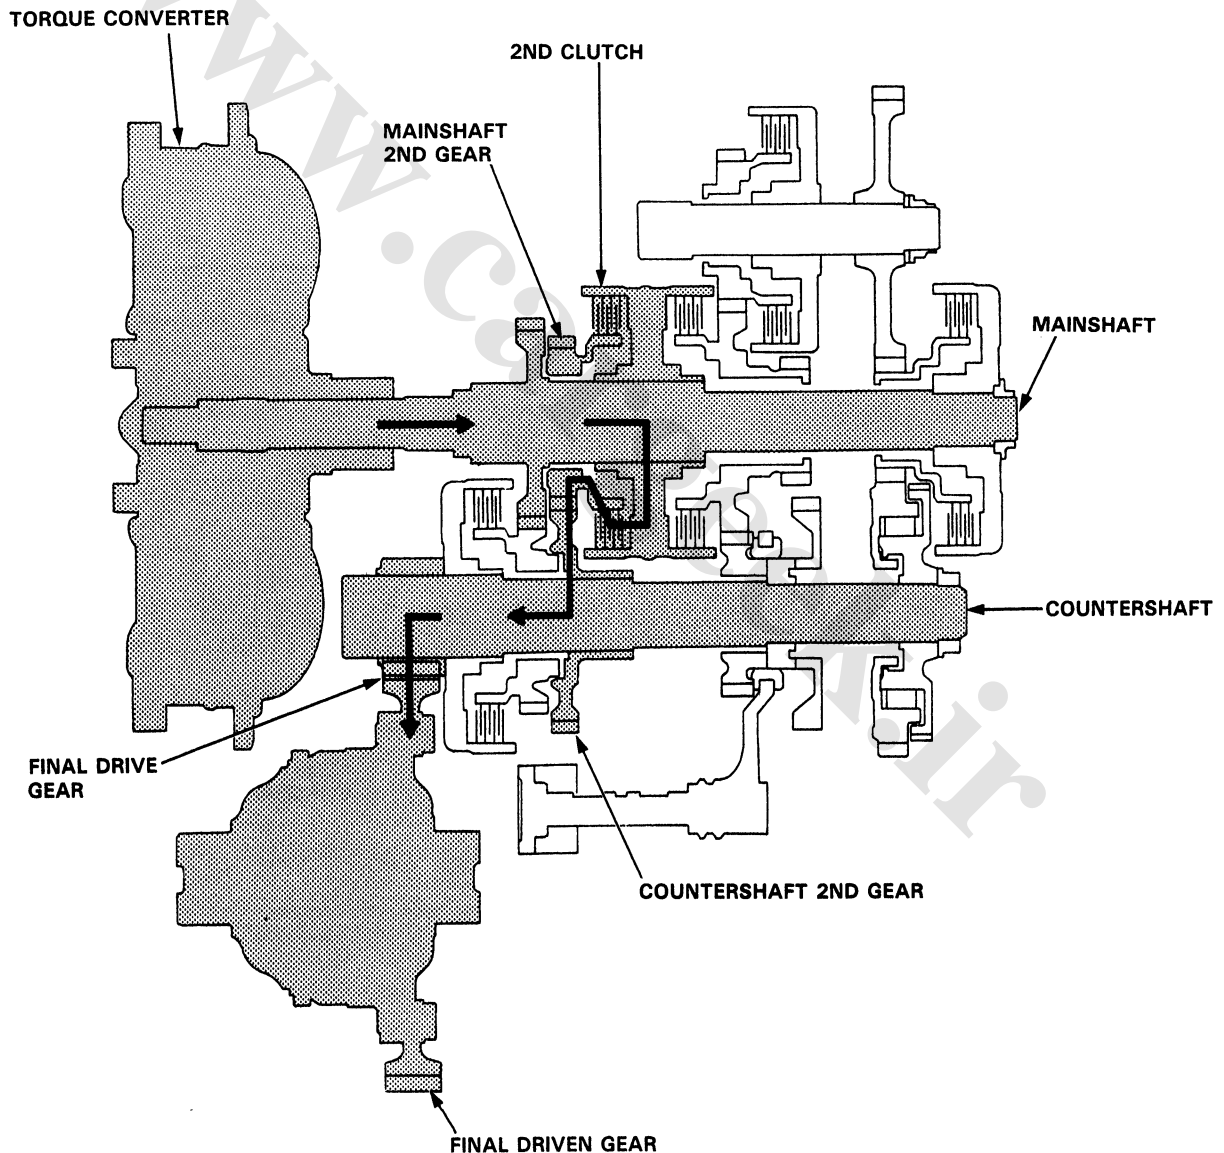 TORQUE CONVERTER
2ND CLUTCH
MAINSHAFT
2ND GEAR
MAINSHAFT
COUNTERSHAFT
FINAL DRIVE
GEAR
COUNTERSHAFT 2ND GEAR
FINAL DRIVEN GEAR